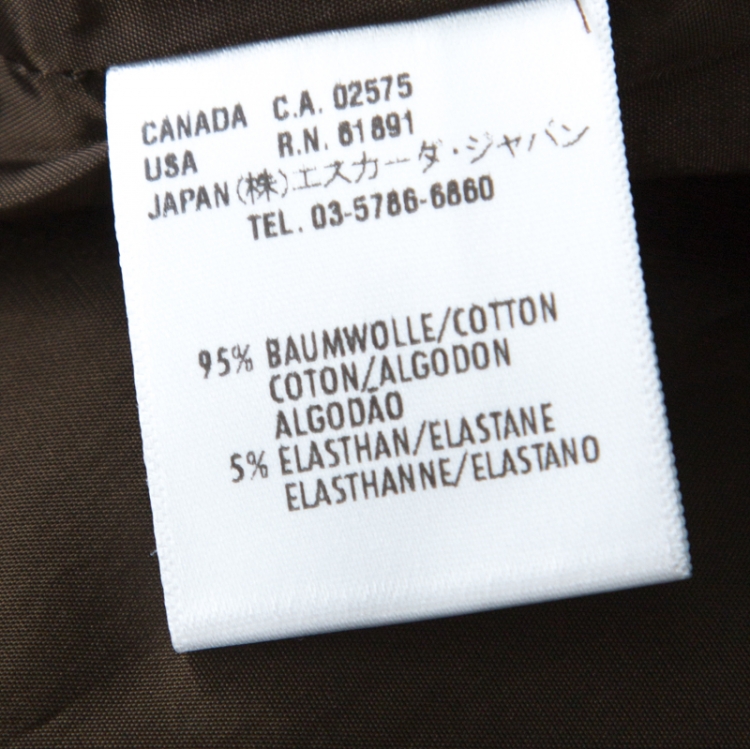 CANADA C.A. 02575
USA R.N. 61891
JAPAN (株)エスカーダ・ジャパン
TEL. 03-5786-6860
95% BAUMWOLLE/COTTON
COTON/ALGODON
ALGODAO
5% ELASTHAN/ELASTANE
ELASTHANNE/ELASTANO